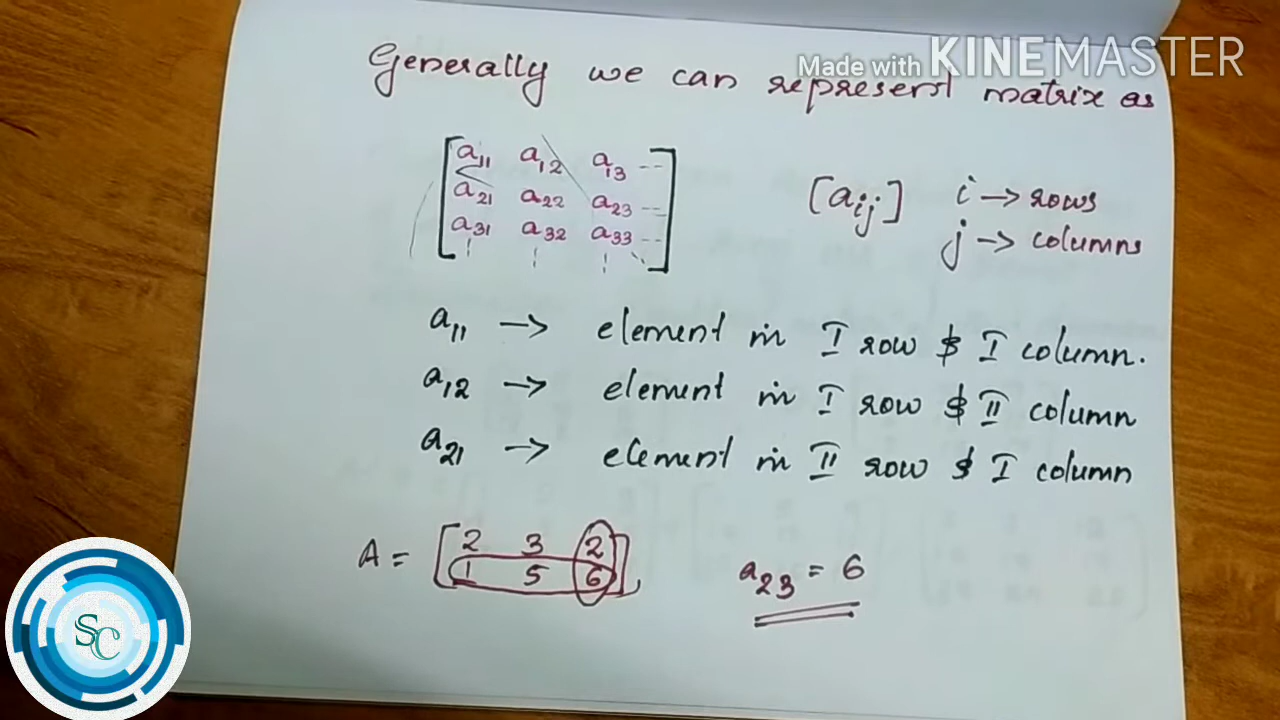 Made with KINEMASTER
Generally we can represent matrix as
a11 a12 a13 --
a21 a22 a23 --
a31 a32 a33 --
[aij] i → rows
j → columns
a11 → element in I row & I column.
a12 → element in I row & II column
a21 → element in II row & I column
A = [2 3 2
1 5 6],
a23 = 6
SC